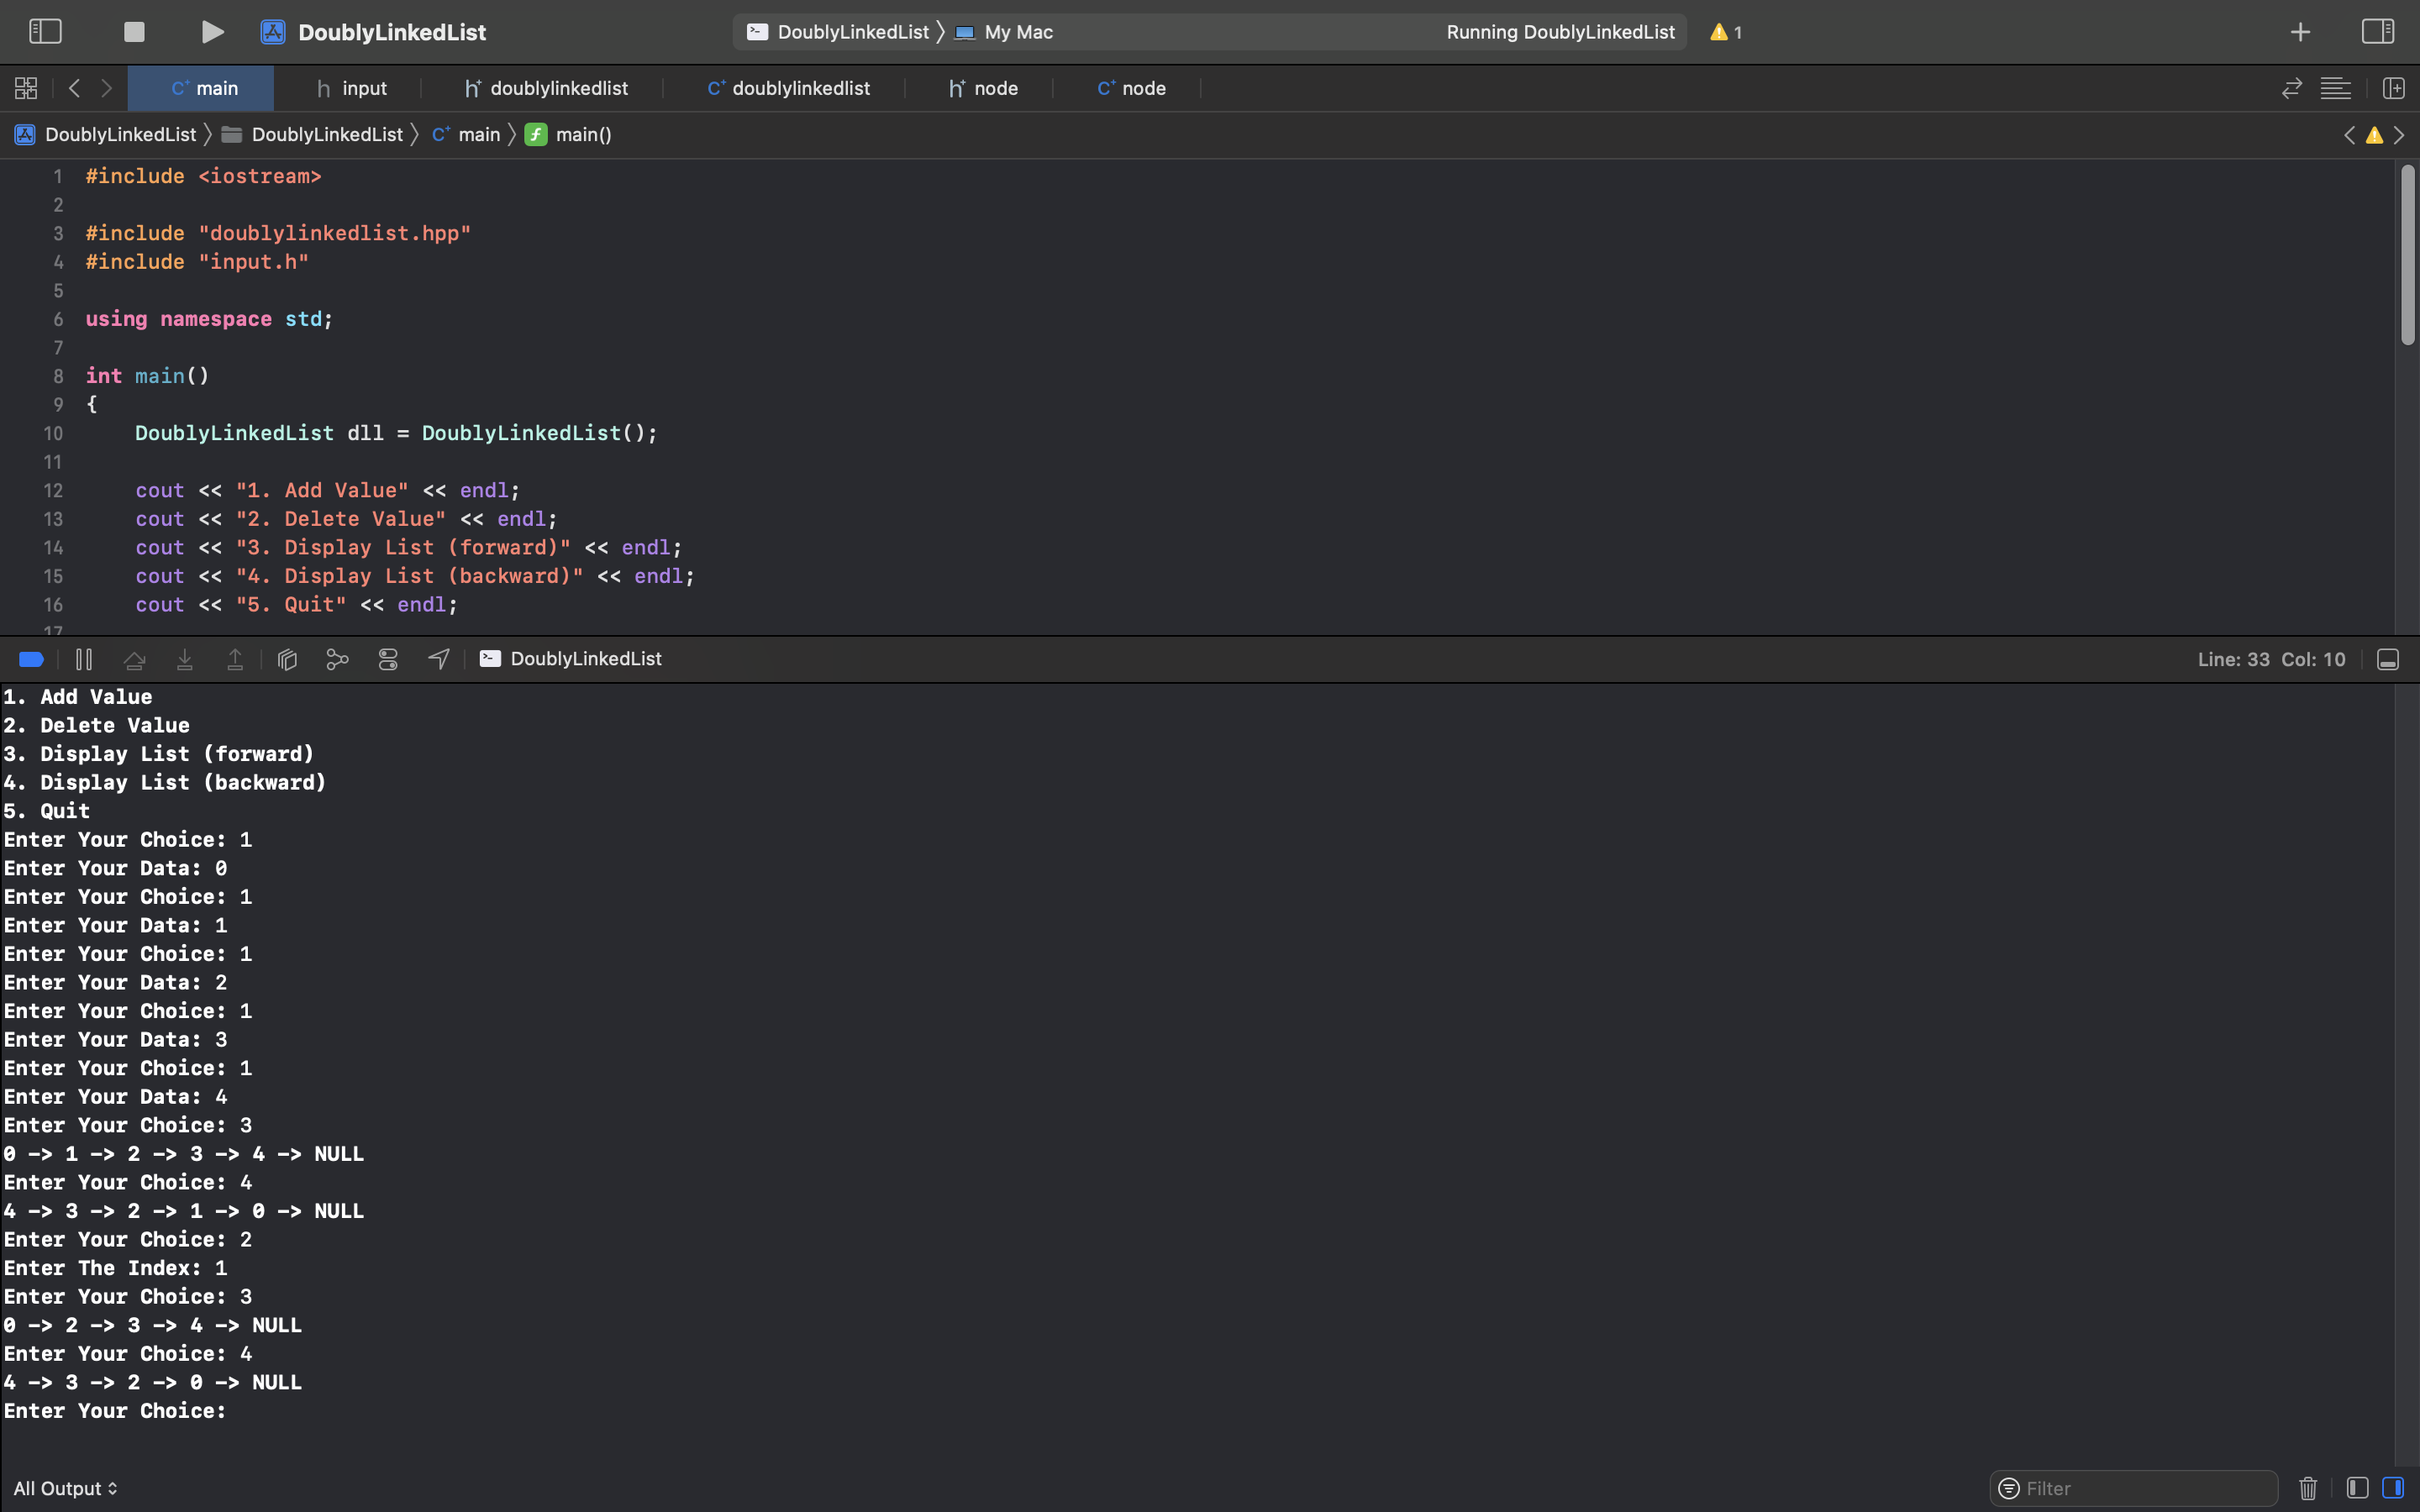 DoublyLinkedList
DoublyLinkedList My Mac Running DoublyLinkedList 1
main input doublylinkedlist doublylinkedlist node node
DoublyLinkedList DoublyLinkedList main main()
1 #include <iostream>
2
3 #include "doublylinkedlist.hpp"
4 #include "input.h"
5
6 using namespace std;
7
8 int main()
9 {
10 DoublyLinkedList dll = DoublyLinkedList();
11
12 cout << "1. Add Value" << endl;
13 cout << "2. Delete Value" << endl;
14 cout << "3. Display List (forward)" << endl;
15 cout << "4. Display List (backward)" << endl;
16 cout << "5. Quit" << endl;
17
DoublyLinkedList Line: 33 Col: 10
1. Add Value
2. Delete Value
3. Display List (forward)
4. Display List (backward)
5. Quit
Enter Your Choice: 1
Enter Your Data: 0
Enter Your Choice: 1
Enter Your Data: 1
Enter Your Choice: 1
Enter Your Data: 2
Enter Your Choice: 1
Enter Your Data: 3
Enter Your Choice: 1
Enter Your Data: 4
Enter Your Choice: 3
0 -> 1 -> 2 -> 3 -> 4 -> NULL
Enter Your Choice: 4
4 -> 3 -> 2 -> 1 -> 0 -> NULL
Enter Your Choice: 2
Enter The Index: 1
Enter Your Choice: 3
0 -> 2 -> 3 -> 4 -> NULL
Enter Your Choice: 4
4 -> 3 -> 2 -> 0 -> NULL
Enter Your Choice:
All Output Filter